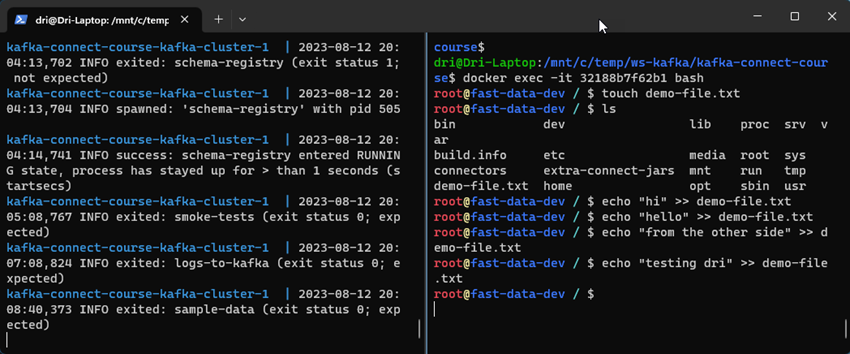 dri@Dri-Laptop: /mnt/c/temp
kafka-connect-course-kafka-cluster-1  | 2023-08-12 20:
04:13,702 INFO exited: schema-registry (exit status 1;
 not expected)
kafka-connect-course-kafka-cluster-1  | 2023-08-12 20:
04:13,704 INFO spawned: 'schema-registry' with pid 505
kafka-connect-course-kafka-cluster-1  | 2023-08-12 20:
04:14,741 INFO success: schema-registry entered RUNNIN
G state, process has stayed up for > than 1 seconds (s
tartsecs)
kafka-connect-course-kafka-cluster-1  | 2023-08-12 20:
05:08,767 INFO exited: smoke-tests (exit status 0; exp
ected)
kafka-connect-course-kafka-cluster-1  | 2023-08-12 20:
07:08,824 INFO exited: logs-to-kafka (exit status 0; e
xpected)
kafka-connect-course-kafka-cluster-1  | 2023-08-12 20:
08:40,373 INFO exited: sample-data (exit status 0; exp
ected)
course$
dri@Dri-Laptop:/mnt/c/temp/ws-kafka/kafka-connect-cour
se$ docker exec -it 32188b7f62b1 bash
root@fast-data-dev / $ touch demo-file.txt
root@fast-data-dev / $ ls
bin            dev                 lib    proc  srv  v
ar
build.info     etc                 media  root  sys
connectors     extra-connect-jars  mnt    run   tmp
demo-file.txt  home                opt    sbin  usr
root@fast-data-dev / $ echo "hi" >> demo-file.txt
root@fast-data-dev / $ echo "hello" >> demo-file.txt
root@fast-data-dev / $ echo "from the other side" >> d
emo-file.txt
root@fast-data-dev / $ echo "testing dri" >> demo-file
.txt
root@fast-data-dev / $